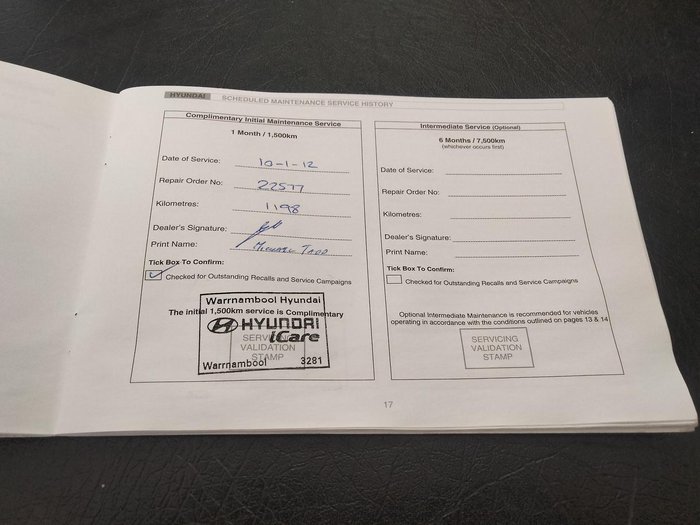 HYUNDAI SCHEDULED MAINTENANCE SERVICE HISTORY
Complimentary Initial Maintenance Service
1 Month / 1,500km
Date of Service: 10-1-12
Repair Order No: 22577
Kilometres: 1198
Dealer's Signature:
Print Name: MICHAEL TODD
Tick Box To Confirm:
Checked for Outstanding Recalls and Service Campaigns
The initial 1,500km service is Complimentary
Warrnambool Hyundai
HYUNDAI
iCare
SERVICING
VALIDATION
STAMP
Warrnambool 3281
Intermediate Service (Optional)
6 Months / 7,500km
(whichever occurs first)
Date of Service:
Repair Order No:
Kilometres:
Dealer's Signature:
Print Name:
Tick Box To Confirm:
Checked for Outstanding Recalls and Service Campaigns
Optional Intermediate Maintenance is recommended for vehicles
operating in accordance with the conditions outlined on pages 13 & 14
SERVICING
VALIDATION
STAMP
17